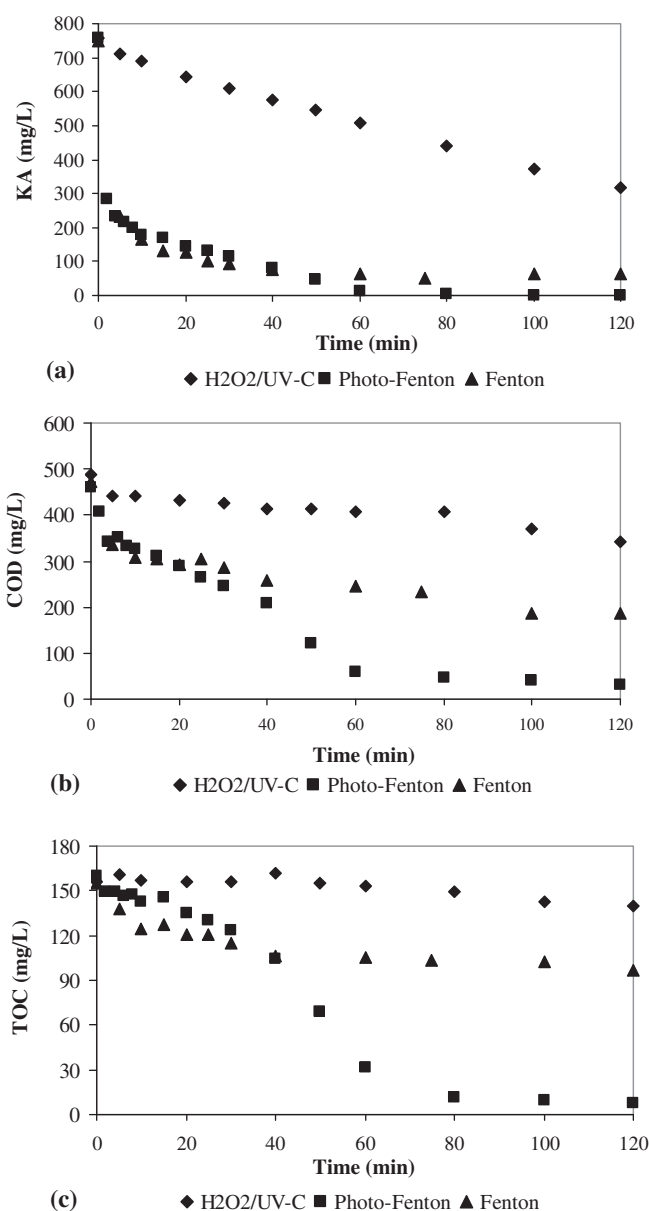 800
700
600
500
400
300
200
100
0
KA (mg/L)
0 20 40 60 80 100 120
Time (min)
(a)
H2O2/UV-C Photo-Fenton Fenton
600
500
400
300
200
100
0
COD (mg/L)
0 20 40 60 80 100 120
Time (min)
(b)
H2O2/UV-C Photo-Fenton Fenton
180
150
120
90
60
30
0
TOC (mg/L)
0 20 40 60 80 100 120
Time (min)
(c)
H2O2/UV-C Photo-Fenton Fenton